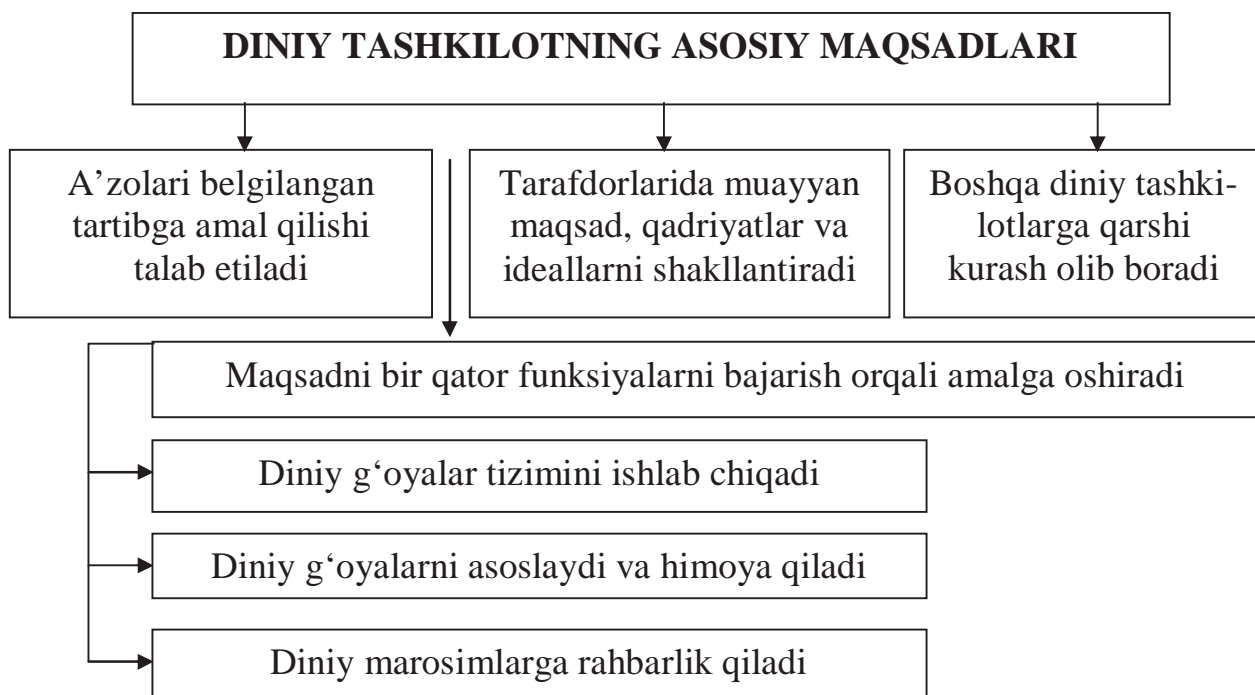 DINIY TASHKILOTNING ASOSIY MAQSADLARI
A’zolari belgilangan
tartibga amal qilishi
talab etiladi
Tarafdorlarida muayyan
maqsad, qadriyatlar va
ideallarni shakllantiradi
Boshqa diniy tashki-
lotlarga qarshi
kurash olib boradi
Maqsadni bir qator funksiyalarni bajarish orqali amalga oshiradi
Diniy g‘oyalar tizimini ishlab chiqadi
Diniy g‘oyalarni asoslaydi va himoya qiladi
Diniy marosimlarga rahbarlik qiladi